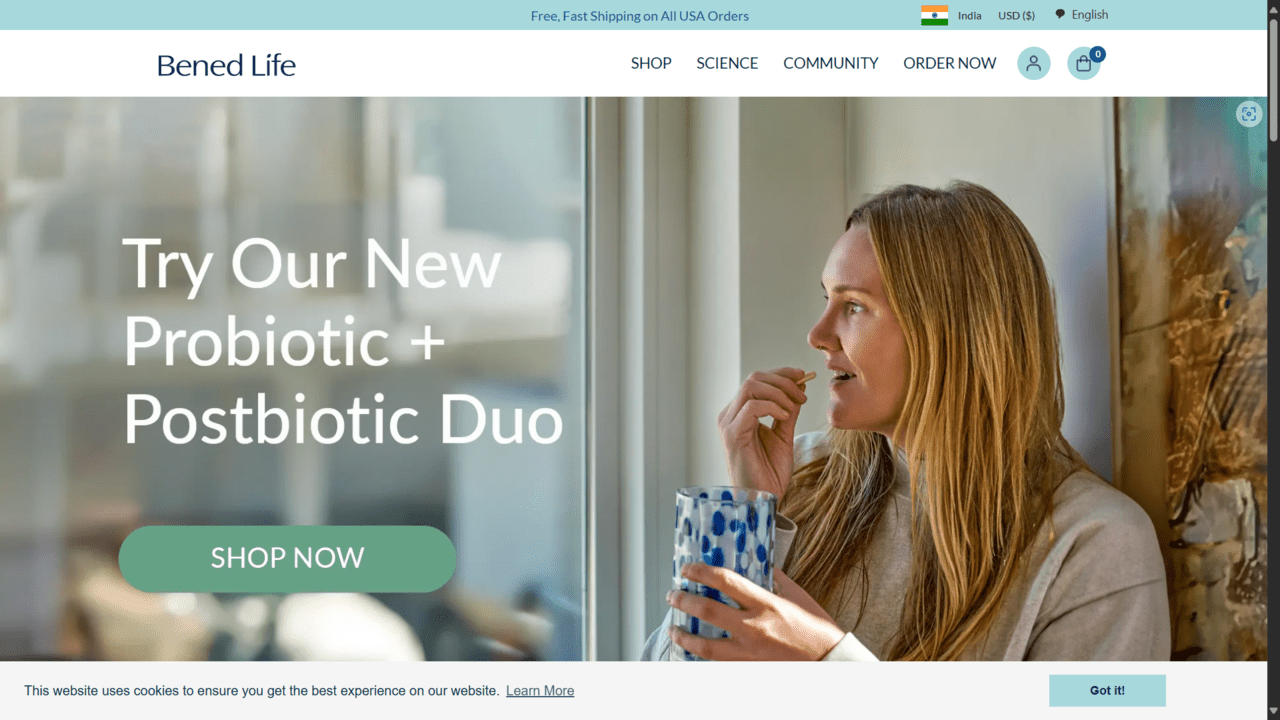 Free, Fast Shipping on All USA Orders
India USD ($) English
Bened Life
SHOP SCIENCE COMMUNITY ORDER NOW
0
Try Our New
Probiotic +
Postbiotic Duo
SHOP NOW
This website uses cookies to ensure you get the best experience on our website. Learn More
Got it!